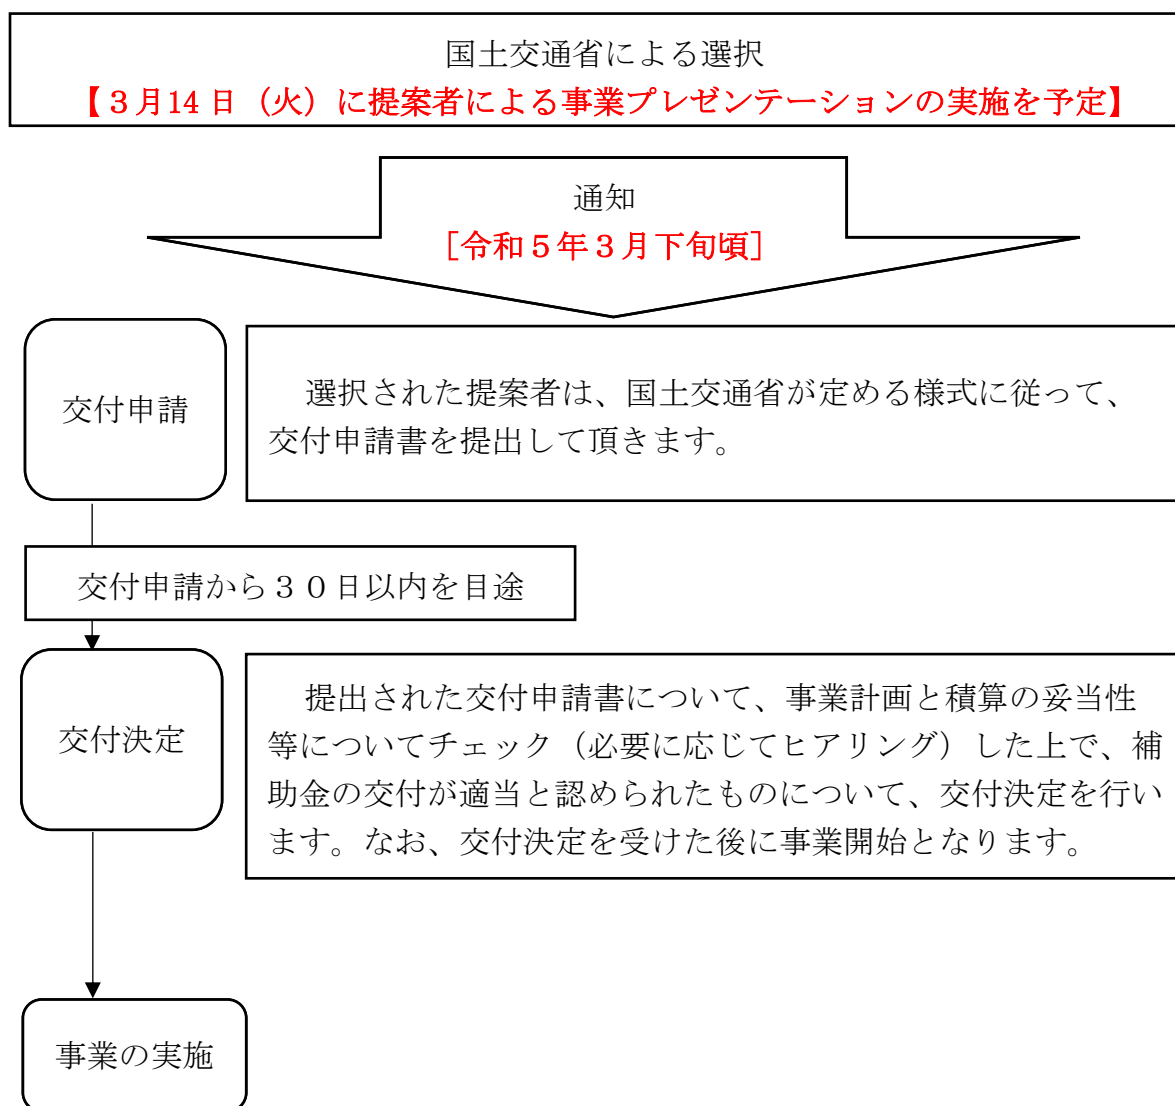 国土交通省による選択
【３月14日（火）に提案者による事業プレゼンテーションの実施を予定】
通知
［令和５年３月下旬頃］
交付申請
選択された提案者は、国土交通省が定める様式に従って、
交付申請書を提出して頂きます。
交付申請から３０日以内を目途
交付決定
提出された交付申請書について、事業計画と積算の妥当性
等についてチェック（必要に応じてヒアリング）した上で、補
助金の交付が適当と認められたものについて、交付決定を行い
ます。なお、交付決定を受けた後に事業開始となります。
事業の実施